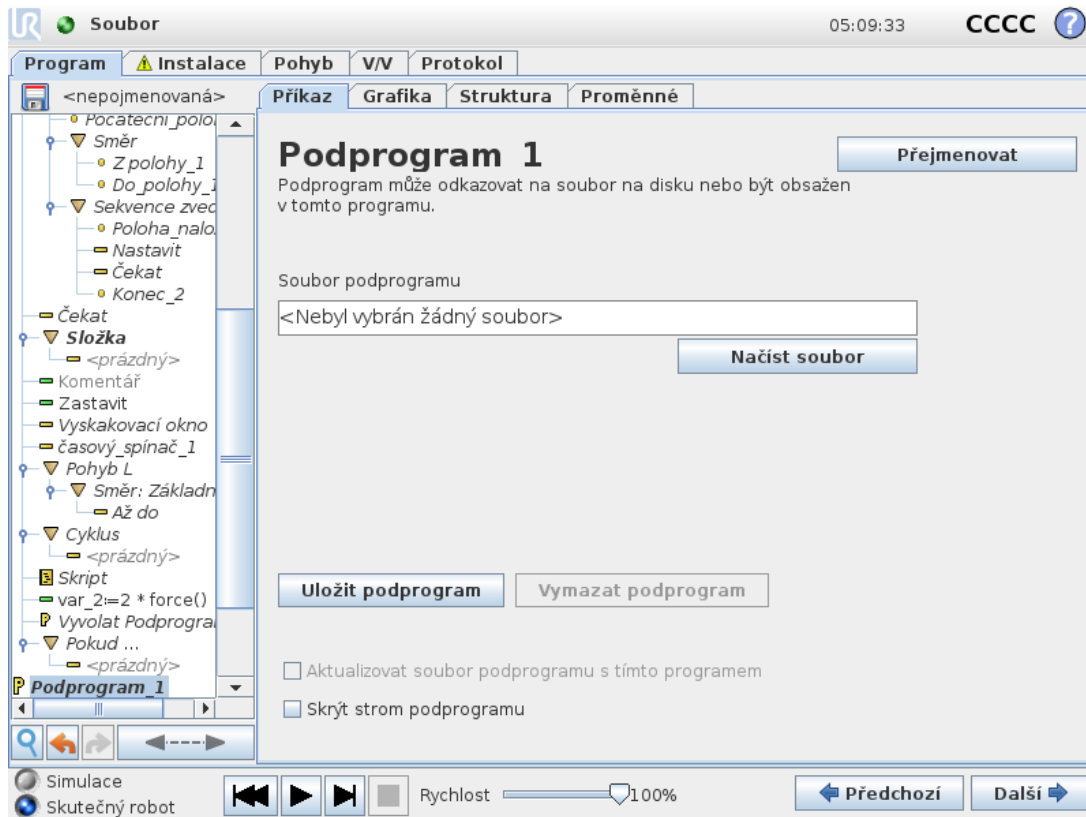 Soubor
05:09:33
CCCC
?
Program
Instalace
Pohyb
V/V
Protokol
<nepojmenovaná>
Příkaz
Grafika
Struktura
Proměnné
Směr
Z polohy_1
Do_polohy_1
Sekvence zved
Poloha_nalo
Nastavit
Čekat
Konec_2
Čekat
Složka
<prázdný>
Komentář
Zastavit
Vyskakovací okno
časový_spínač_1
Pohyb L
Směr: Základn
Až do
Cyklus
<prázdný>
Skript
var_2:=2 * force()
Vyvolat Podprogra
Pokud ...
<prázdný>
Podprogram_1
Podprogram_1
Přejmenovat
Podprogram může odkazovat na soubor na disku nebo být obsažen
v tomto programu.
Soubor podprogramu
<Nebyl vybrán žádný soubor>
Načíst soubor
Uložit podprogram
Vymazat podprogram
Aktualizovat soubor podprogramu s tímto programem
Skrýt strom podprogramu
Simulace
Skutečný robot
Rychlost
100%
Předchozí
Další